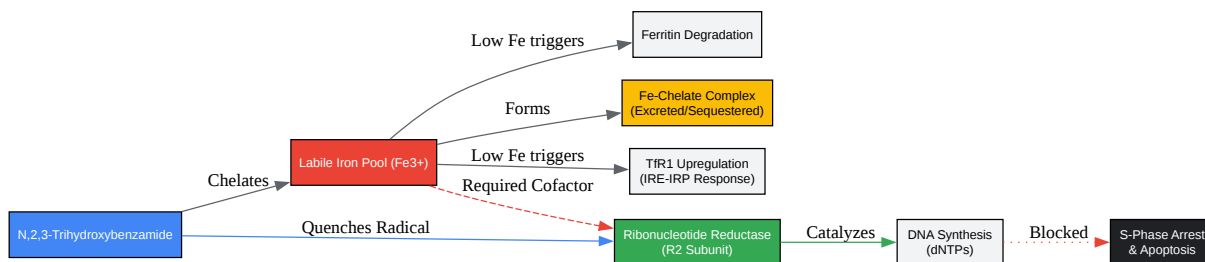 Ferritin Degradation
Low Fe triggers
Fe-Chelate Complex
(Excreted/Sequestered)
Forms
Labile Iron Pool (Fe3+)
Low Fe triggers
TfR1 Upregulation
(IRE-IRP Response)
Chelates
Required Cofactor
N,2,3-Trihydroxybenzamide
Quenches Radical
Ribonucleotide Reductase
(R2 Subunit)
Catalyzes
DNA Synthesis
(dNTPs)
Blocked
S-Phase Arrest
& Apoptosis